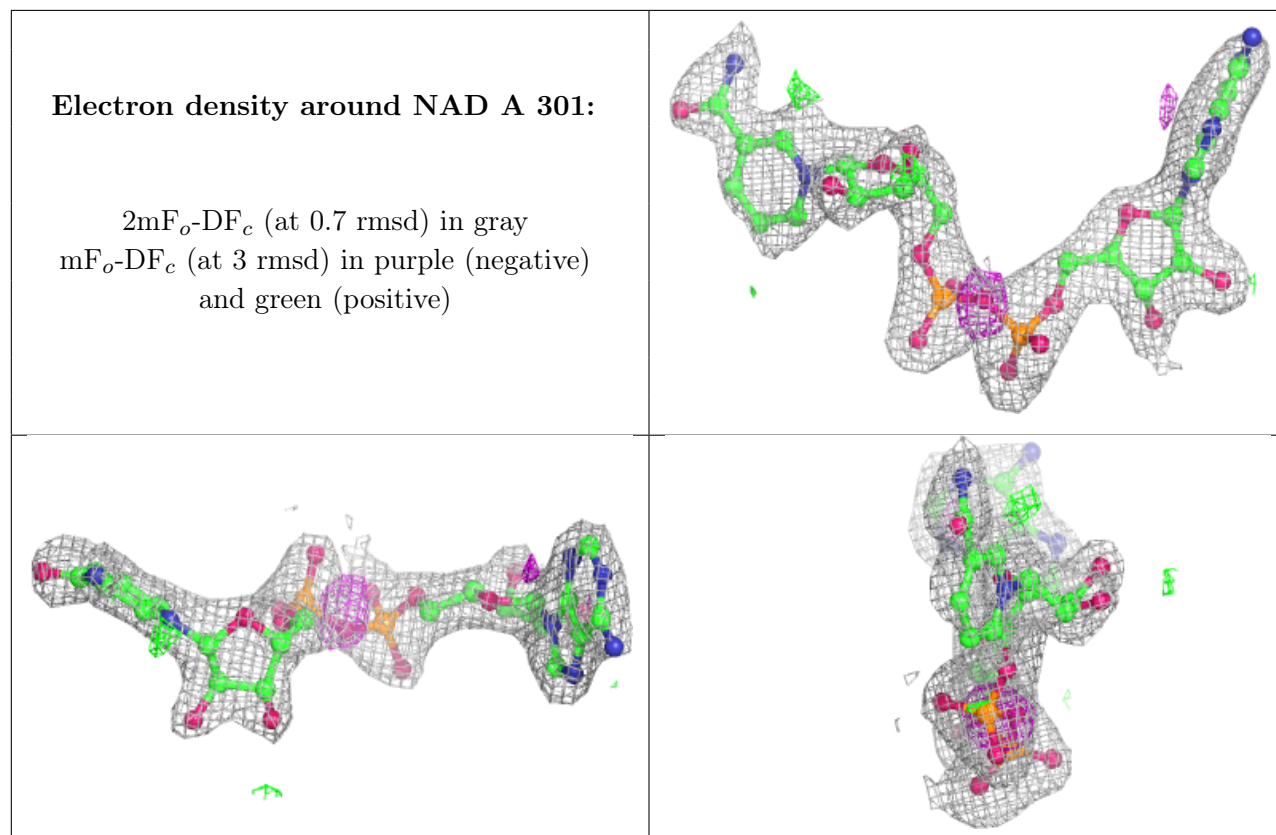 Electron density around NAD A 301:
2mFo-DFc (at 0.7 rmsd) in gray
mFo-DFc (at 3 rmsd) in purple (negative)
and green (positive)